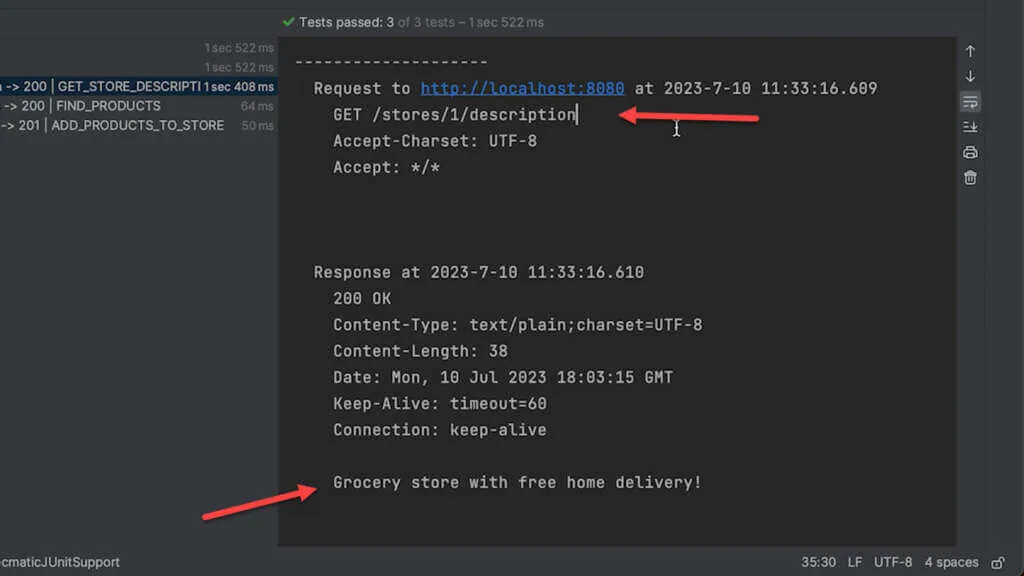 Tests passed: 3 of 3 tests – 1 sec 522 ms
1 sec 522 ms
1 sec 522 ms
-> 200 | GET_STORE_DESCRIPTI 1 sec 408 ms
-> 200 | FIND_PRODUCTS 64 ms
-> 201 | ADD_PRODUCTS_TO_STORE 50 ms
--------------------
Request to http://localhost:8080 at 2023-7-10 11:33:16.609
GET /stores/1/description
Accept-Charset: UTF-8
Accept: */*
Response at 2023-7-10 11:33:16.610
200 OK
Content-Type: text/plain;charset=UTF-8
Content-Length: 38
Date: Mon, 10 Jul 2023 18:03:15 GMT
Keep-Alive: timeout=60
Connection: keep-alive
Grocery store with free home delivery!
cmaticJUnitSupport 35:30 LF UTF-8 4 spaces